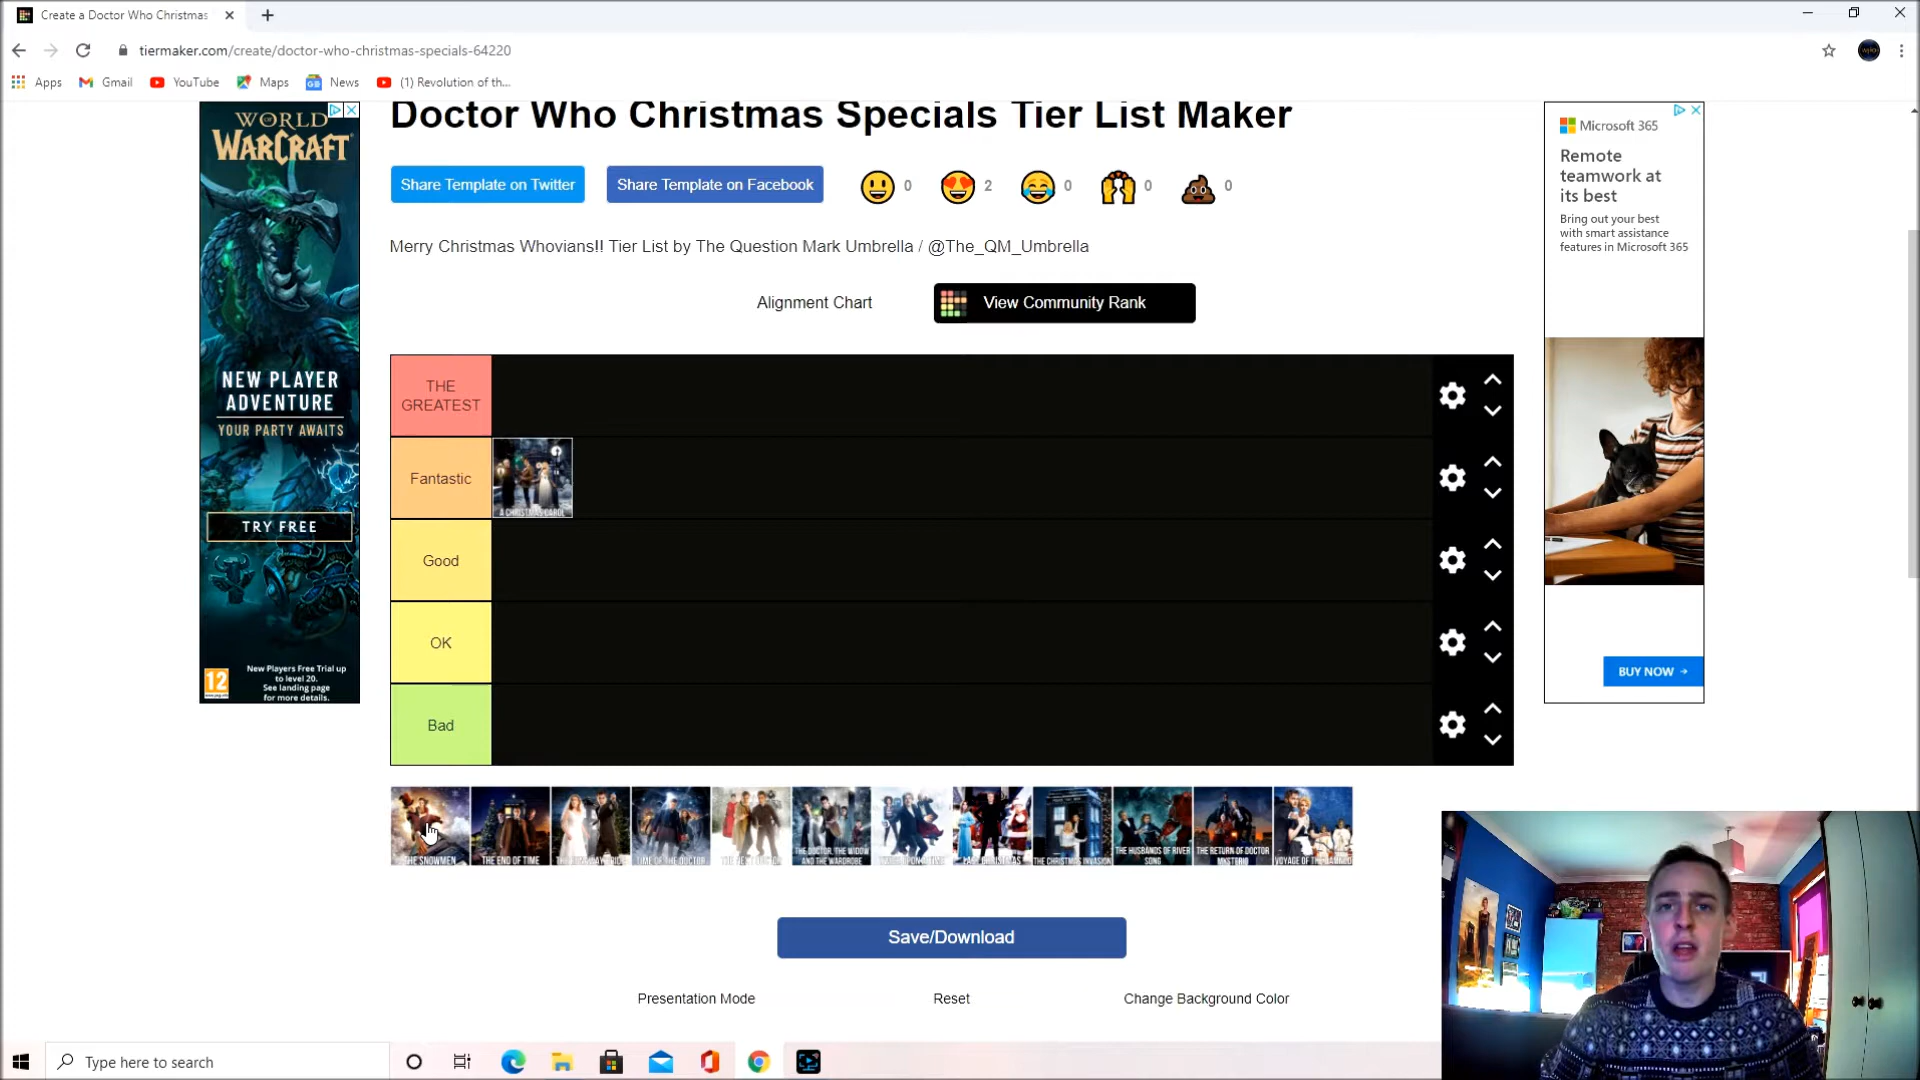 Create a Doctor Who Christmas
tiermaker.com/create/doctor-who-christmas-specials-64220
Apps
Gmail
YouTube
Maps
News
(1) Revolution of th...
Doctor Who Christmas Specials Tier List Maker
Share Template on Twitter
Share Template on Facebook
0
2
0
0
0
Merry Christmas Whovians!! Tier List by The Question Mark Umbrella / @The_QM_Umbrella
Alignment Chart
View Community Rank
WORLD
OF
WARCRAFT
NEW PLAYER
ADVENTURE
YOUR PARTY AWAITS
TRY FREE
12
New Players Free Trial up
to level 20.
See landing page
for more details.
Microsoft 365
Remote
teamwork at
its best
Bring out your best
with smart assistance
features in Microsoft 365
BUY NOW →
THE
GREATEST
Fantastic
A CHRISTMAS CAROL
Good
OK
Bad
THE SNOWMEN
THE END OF TIME
TIME OF THE DOCTOR
THE DOCTOR, THE WIDOW
AND THE WARDROBE
LAST CHRISTMAS
THE CHRISTMAS INVASION
THE HUSBANDS OF RIVER
SONG
THE RETURN OF DOCTOR
MYSTERIO
VOYAGE OF THE DAMNED
Save/Download
Presentation Mode
Reset
Change Background Color
Type here to search